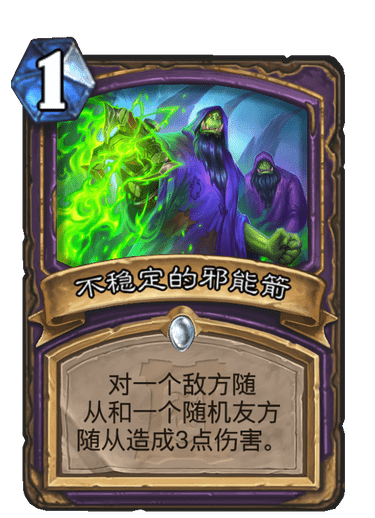 1
不稳定的邪能箭
对一个敌方随
从和一个随机友方
随从造成3点伤害。